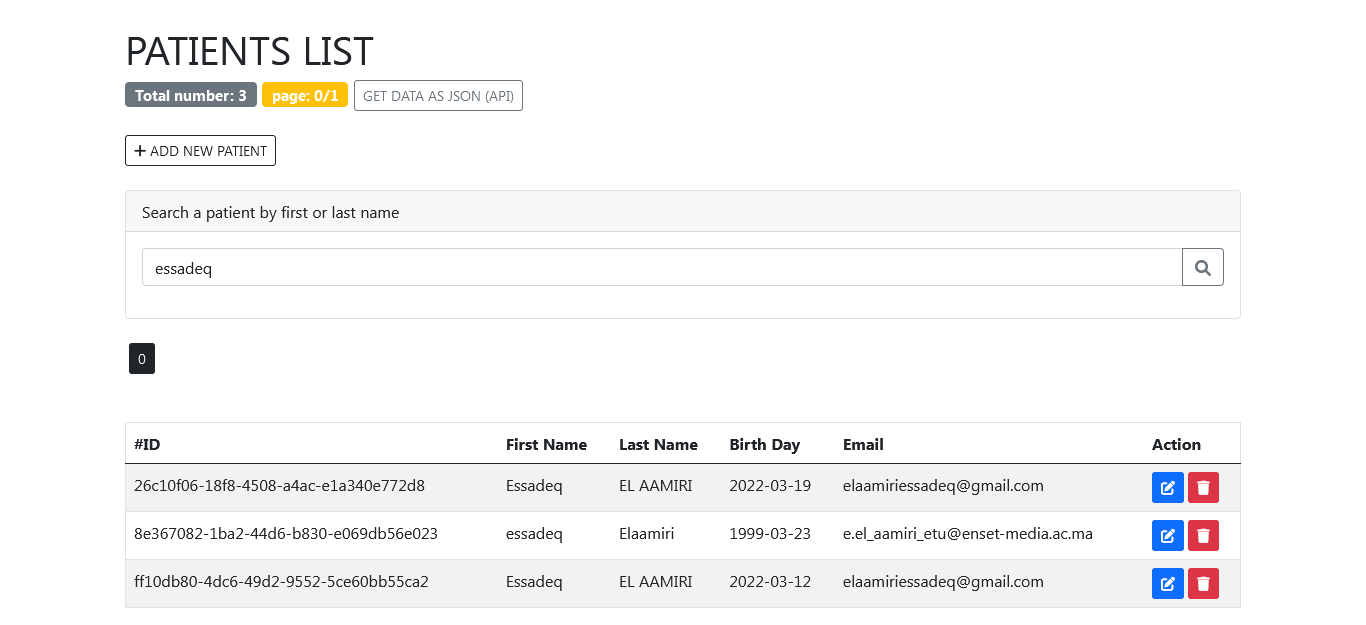 PATIENTS LIST
Total number: 3 page: 0/1 GET DATA AS JSON (API)
ADD NEW PATIENT
Search a patient by first or last name
essadeq
0
#ID First Name Last Name Birth Day Email Action
26c10f06-18f8-4508-a4ac-e1a340e772d8 Essadeq EL AAMIRI 2022-03-19 elaamiriessadeq@gmail.com
8e367082-1ba2-44d6-b830-e069db56e023 essadeq Elaamiri 1999-03-23 e.el_aamiri_etu@enset-media.ac.ma
ff10db80-4dc6-49d2-9552-5ce60bb55ca2 Essadeq EL AAMIRI 2022-03-12 elaamiriessadeq@gmail.com